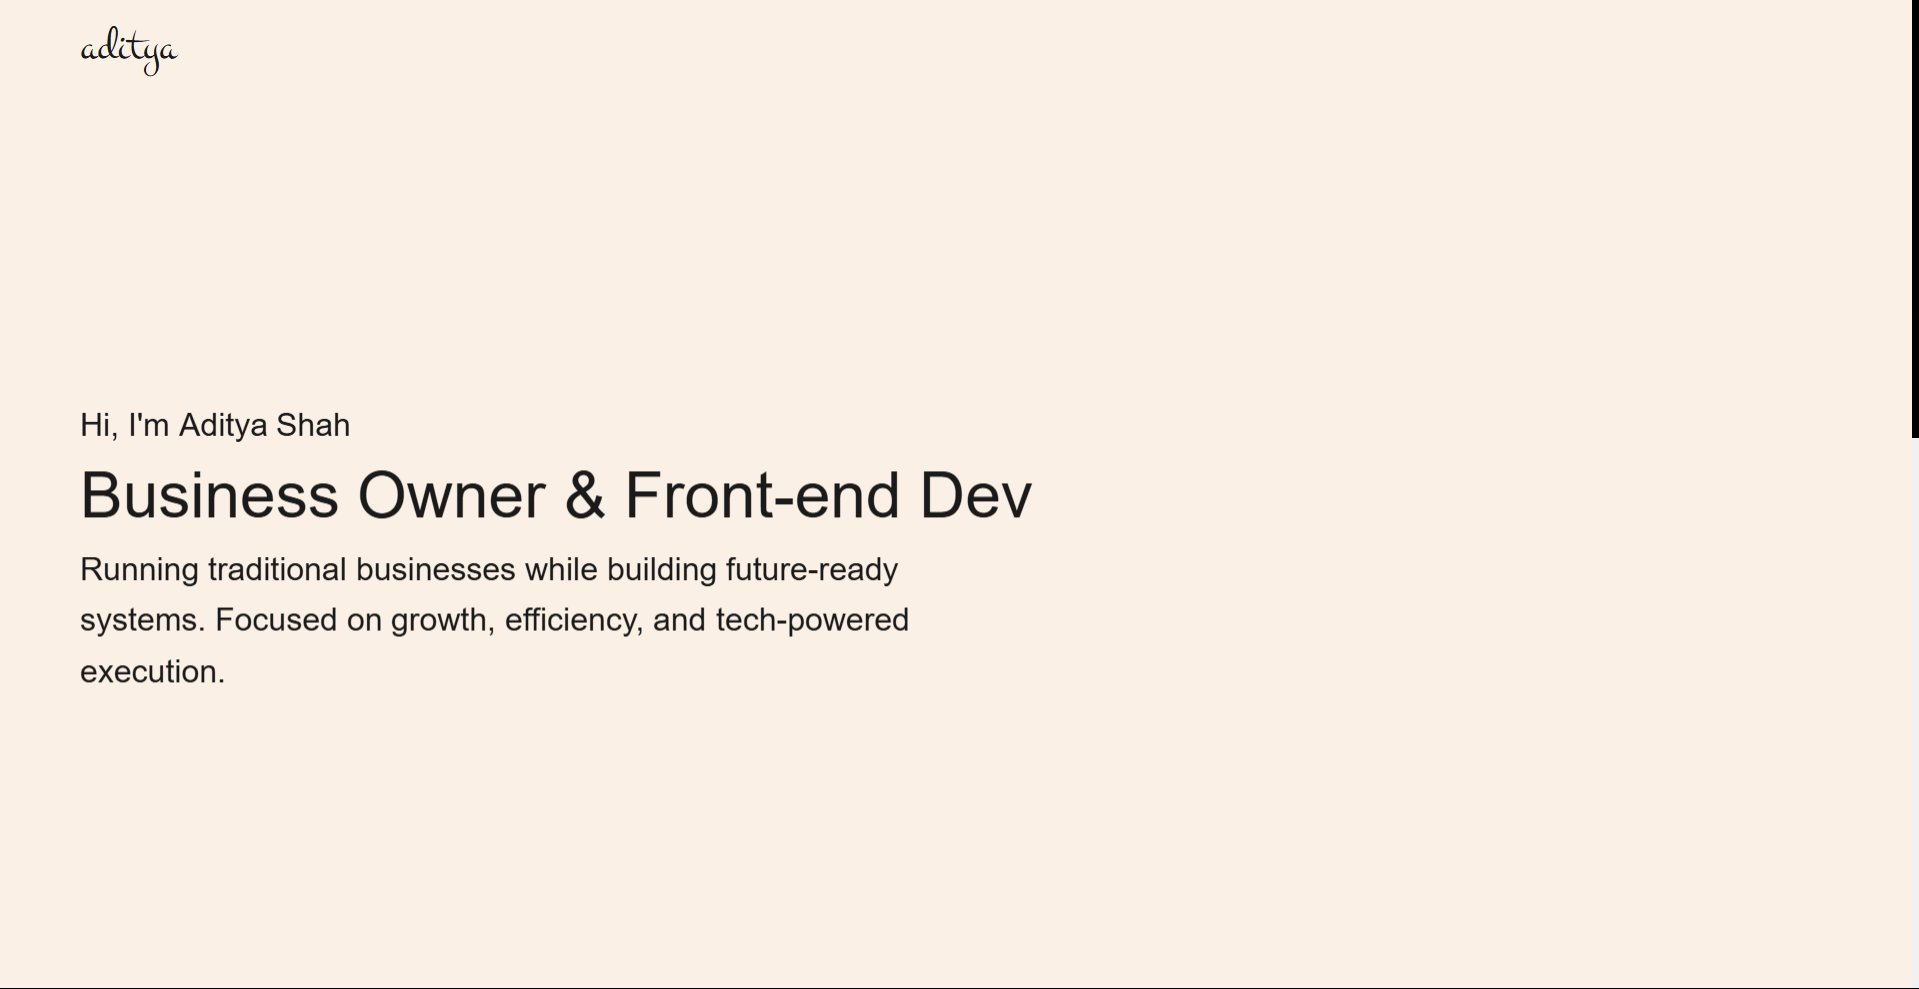 aditya
Hi, I'm Aditya Shah
Business Owner & Front-end Dev
Running traditional businesses while building future-ready
systems. Focused on growth, efficiency, and tech-powered
execution.